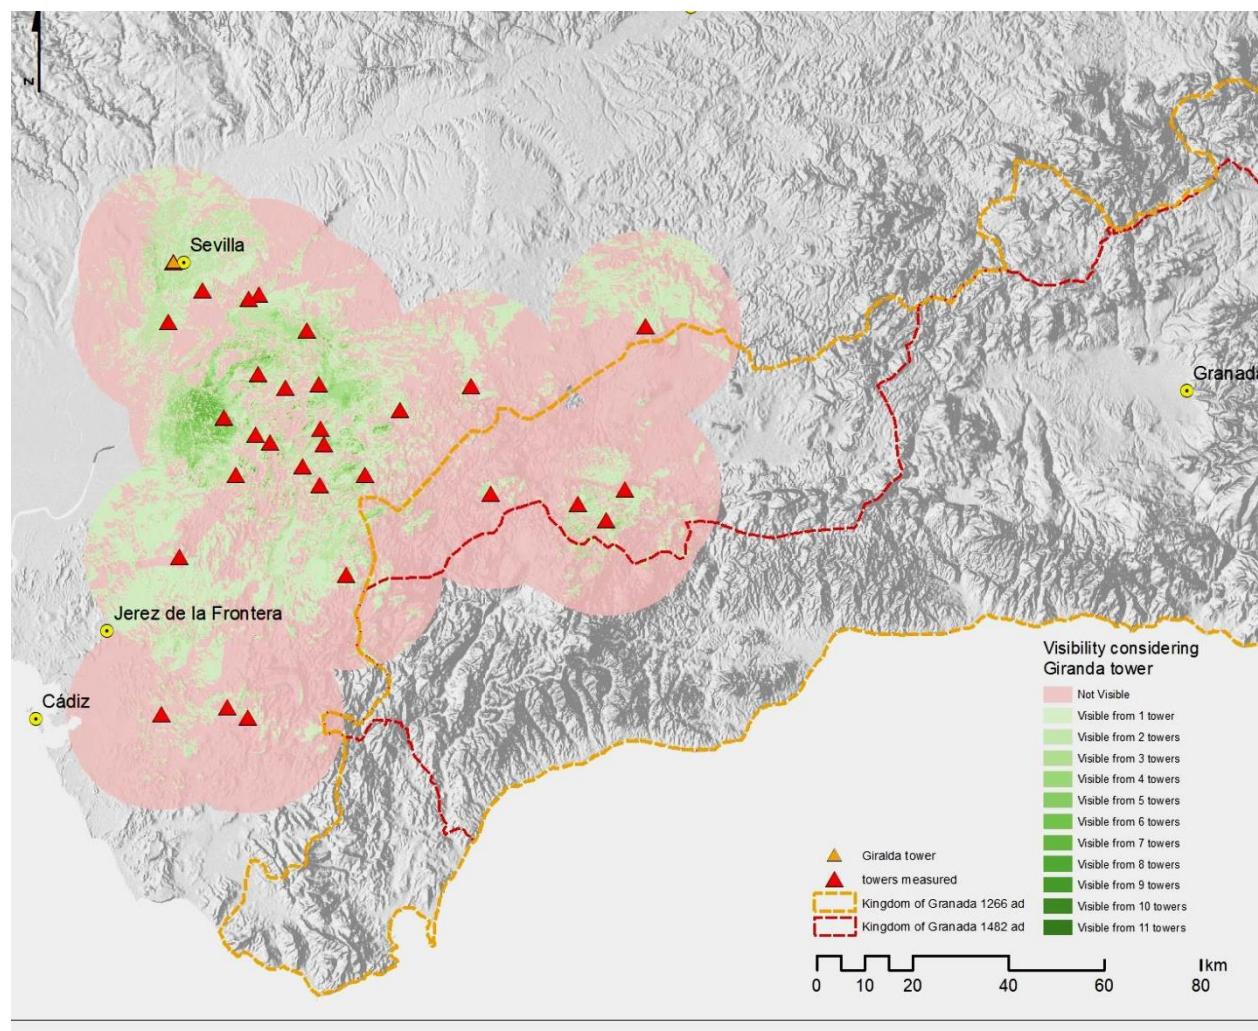 N
Sevilla
Granada
Jerez de la Frontera
Cádiz
Visibility considering
Giranda tower
Not Visible
Visible from 1 tower
Visible from 2 towers
Visible from 3 towers
Visible from 4 towers
Visible from 5 towers
Visible from 6 towers
Visible from 7 towers
Visible from 8 towers
Visible from 9 towers
Visible from 10 towers
Visible from 11 towers
Giralda tower
towers measured
Kingdom of Granada 1266 ad
Kingdom of Granada 1482 ad
km
0 10 20 40 60 80